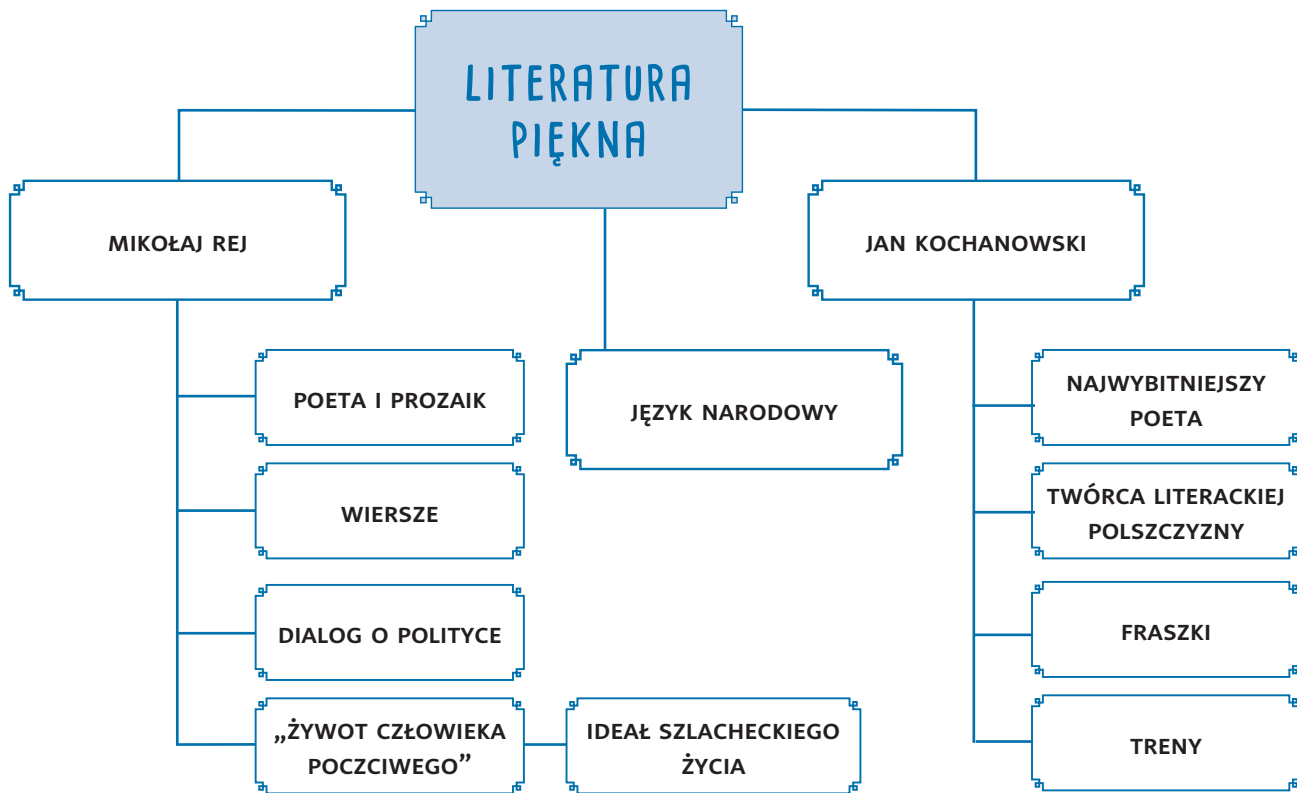 LITERATURA
PIĘKNA
MIKOŁAJ REJ
JAN KOCHANOWSKI
POETA I PROZAIK
WIERSZE
DIALOG O POLITYCE
„ŻYWOT CZŁOWIEKA
POCZCIWEGO”
IDEAŁ SZLACHECKIEGO
ŻYCIA
JĘZYK NARODOWY
NAJWYBITNIEJSZY
POETA
TWÓRCA LITERACKIEJ
POLSZCZYZNY
FRASZKI
TRENY